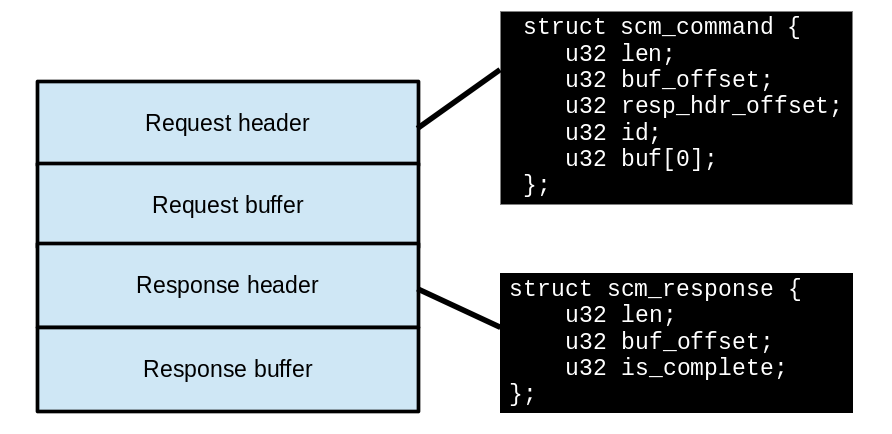 Request header
Request buffer
Response header
Response buffer
struct scm_command {
u32 len;
u32 buf_offset;
u32 resp_hdr_offset;
u32 id;
u32 buf[0];
};
struct scm_response {
u32 len;
u32 buf_offset;
u32 is_complete;
};